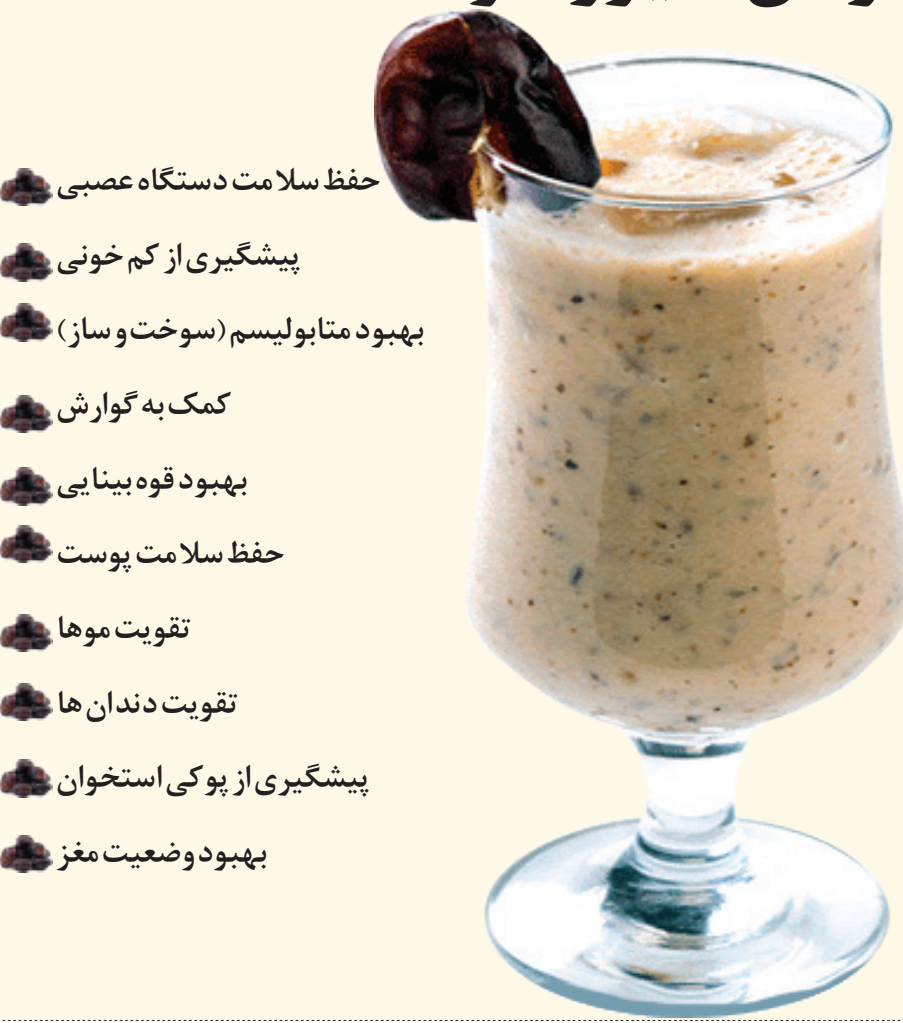 حفظ سلامت دستگاه عصبی
پیشگیری از کم خونی
بهبود متابولیسم (سوخت و ساز)
کمک به گوارش
بهبود قوه بینایی
حفظ سلامت پوست
تقویت موها
تقویت دندان ها
پیشگیری از پوکی استخوان
بهبود وضعیت مغز